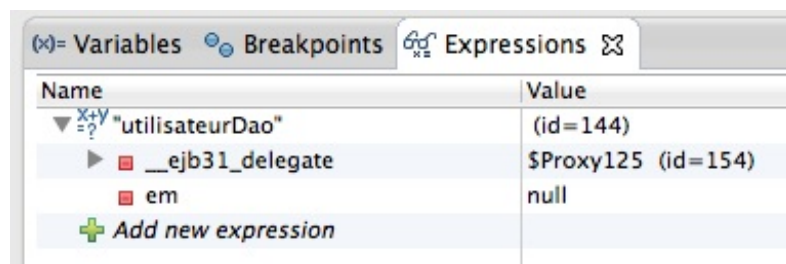 (x)= Variables Breakpoints Expressions
Name Value
"utilisateurDao" (id=144)
__ejb31_delegate $Proxy125 (id=154)
em null
Add new expression